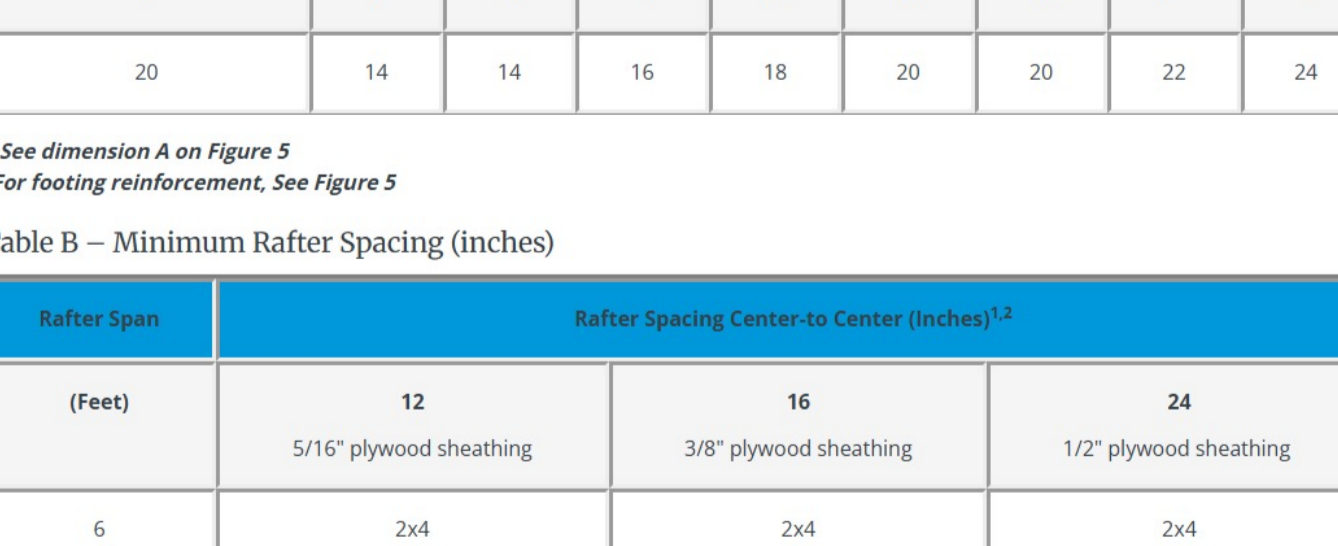 20 14 14 16 18 20 20 22 24
See dimension A on Figure 5
For footing reinforcement, See Figure 5
able B – Minimum Rafter Spacing (inches)
Rafter Span Rafter Spacing Center-to Center (Inches)1,2
(Feet) 12 16 24
5/16" plywood sheathing 3/8" plywood sheathing 1/2" plywood sheathing
6 2x4 2x4 2x4